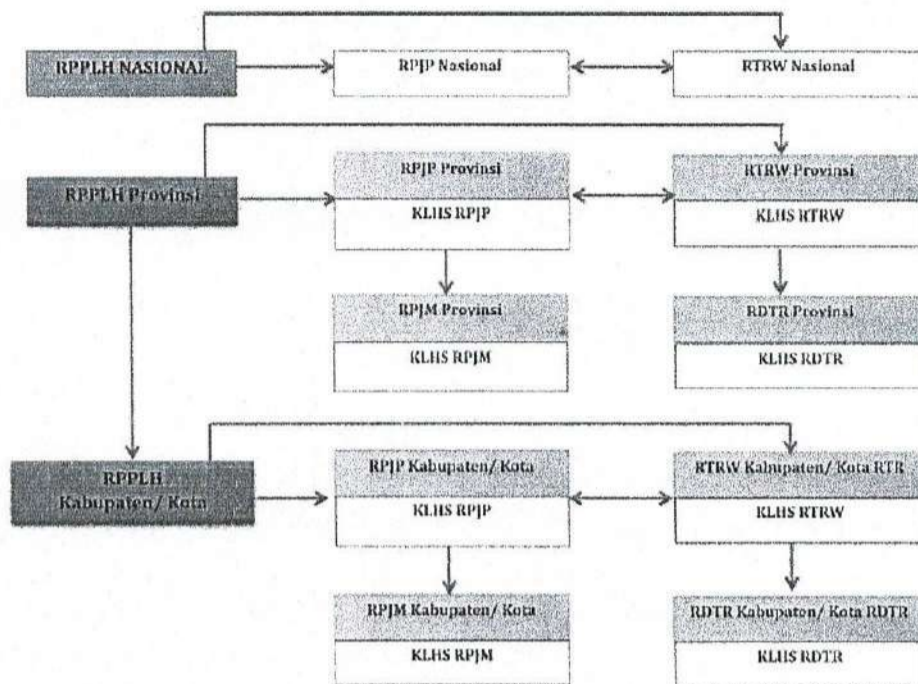 RPPLH NASIONAL
RPJP Nasional
RTRW Nasional
RPPLH Provinsi
RPJP Provinsi
KLHS RPJP
RTRW Provinsi
KLHS RTRW
RPJM Provinsi
KLHS RPJM
RDTR Provinsi
KLHS RDTR
RPPLH
Kabupaten/ Kota
RPJP Kabupaten/ Kota
KLHS RPJP
RTRW Kabupaten/ Kota RTR
KLHS RTRW
RPJM Kabupaten/ Kota
KLHS RPJM
RDTR Kabupaten/ Kota RDTR
KLHS RDTR